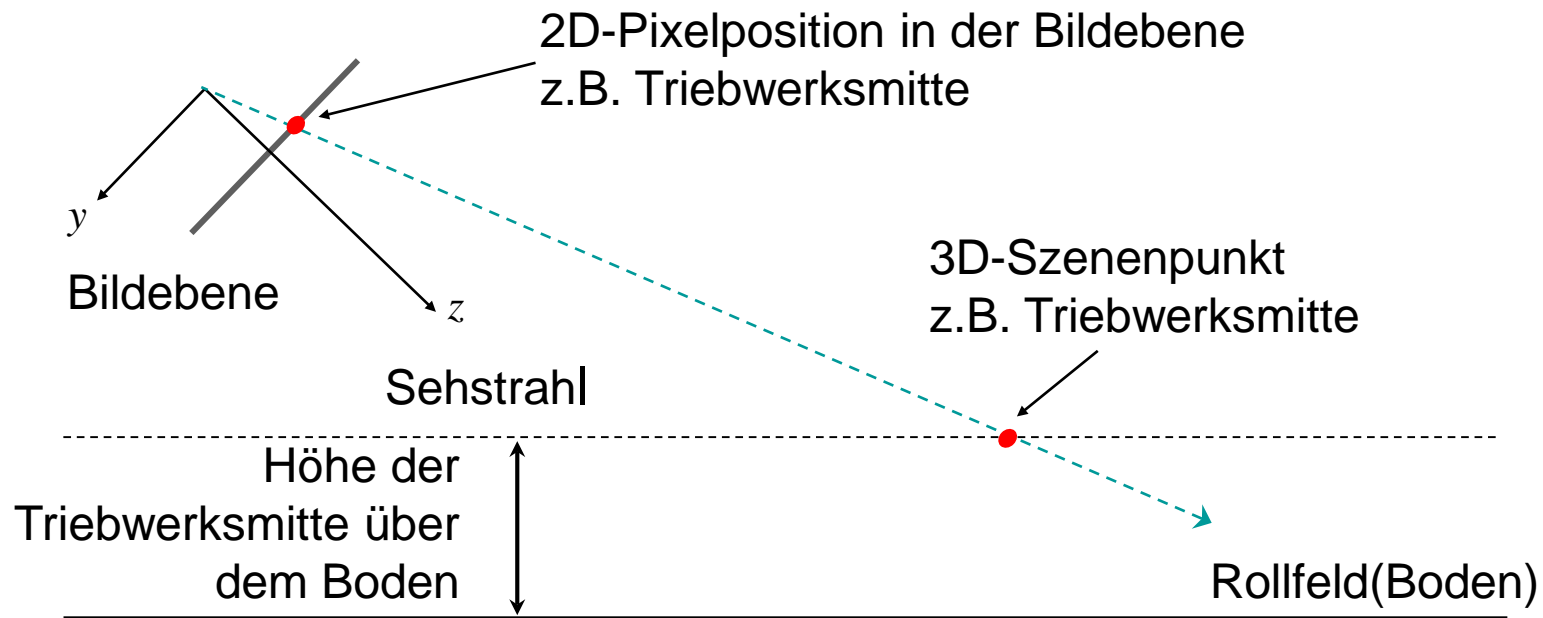 2D-Pixelposition in der Bildebene
z.B. Triebwerksmitte
y
Bildebene
z
3D-Szenenpunkt
z.B. Triebwerksmitte
Sehstrahl
Höhe der
Triebwerksmitte über
dem Boden
Rollfeld(Boden)